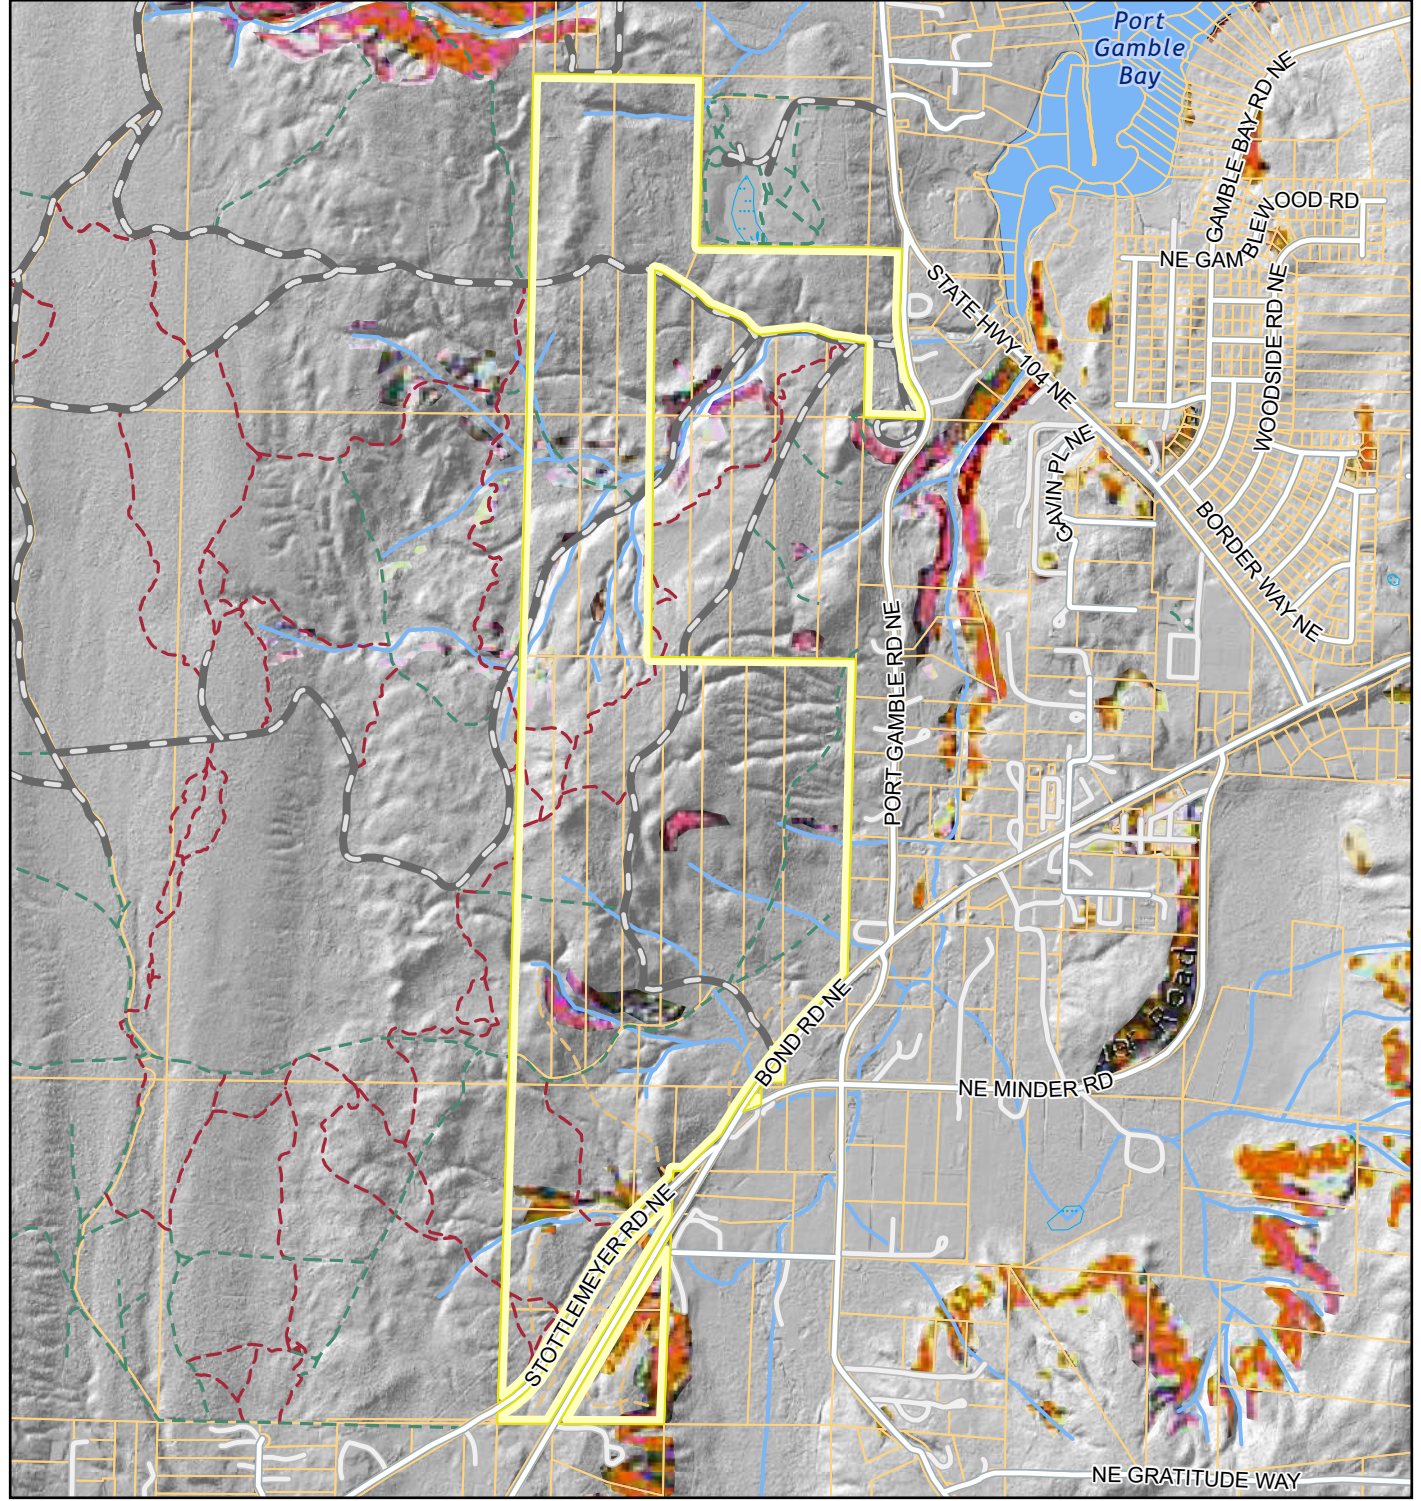 Port
Gamble
Bay
GAMBLE BAY RD NE
OOD RD
BLEW
NE GAM
STATE HWY 104 NE
WOODSIDE RD NE
GAVIN PL NE
BORDER WAY NE
PORT GAMBLE RD NE
BOND RD NE
NE MINDER RD
STOTTLEMEYER RD NE
NE GRATITUDE WAY